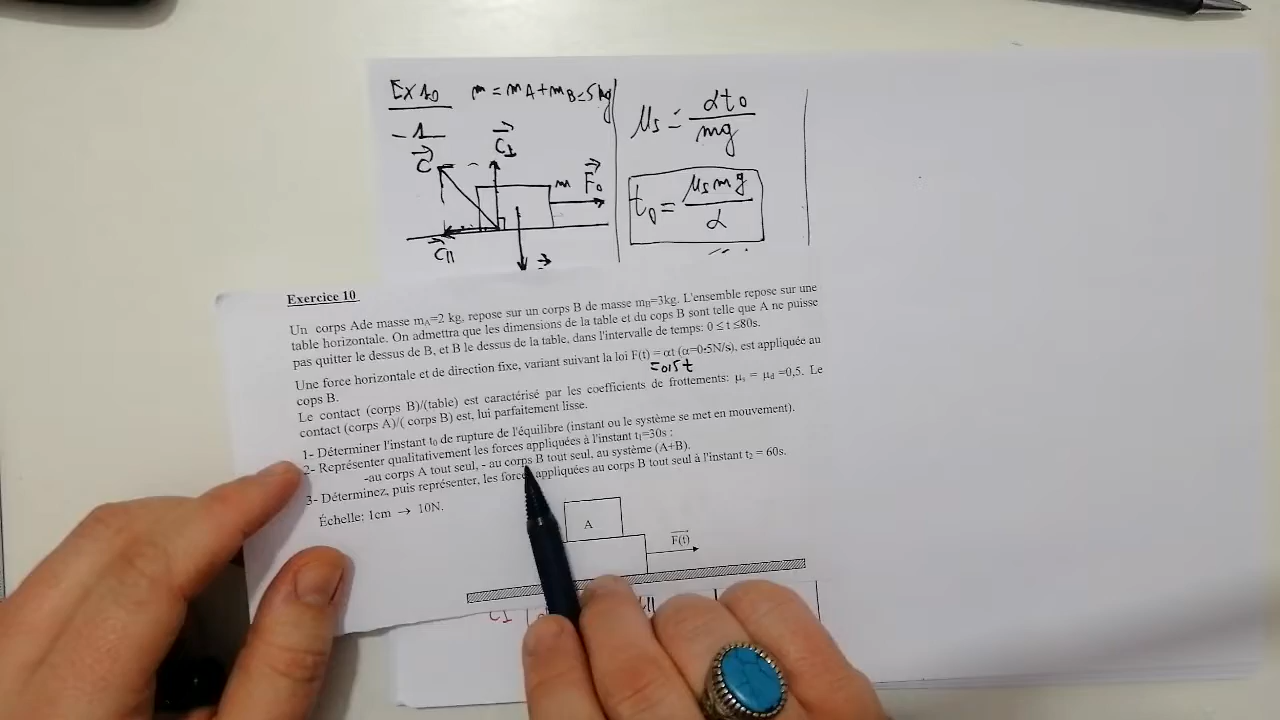 Ex 10 m = mA + mB = 5 kg
- 1
C⃗ C⃗⊥
m F⃗0
C⃗//
μs = αt0 / mg
t0 = μs mg / α
Exercice 10
Un corps Ade masse mA=2 kg, repose sur un corps B de masse mB=3kg. L'ensemble repose sur une
table horizontale. On admettra que les dimensions de la table et du cops B sont telle que A ne puisse
pas quitter le dessus de B, et B le dessus de la table, dans l'intervalle de temps: 0 ≤ t ≤80s.
Une force horizontale et de direction fixe, variant suivant la loi F(t) = αt (α=0.5N/s), est appliquée au
=0,5 t
cops B.
Le contact (corps B)/(table) est caractérisé par les coefficients de frottements: μs = μd =0,5. Le
contact (corps A)/( corps B) est, lui parfaitement lisse.
1- Déterminer l'instant t0 de rupture de l'équilibre (instant ou le système se met en mouvement).
2- Représenter qualitativement les forces appliquées à l'instant t1=30s :
-au corps A tout seul, - au corps B tout seul, au système (A+B).
3- Déterminez, puis représenter, les forces appliquées au corps B tout seul à l'instant t2 = 60s.
Échelle: 1cm → 10N.
A
F(t)